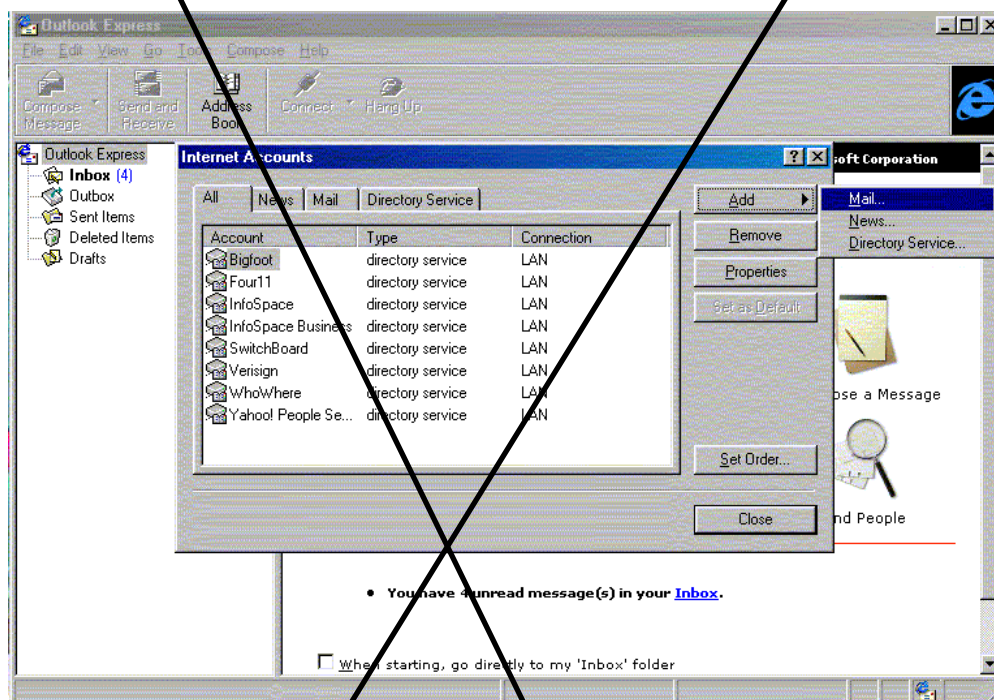 Outlook Express
File Edit View Go Tools Compose Help
Compose Message
Send and Receive
Address Book
Connect
Hang Up
Outlook Express
Inbox (4)
Outbox
Sent Items
Deleted Items
Drafts
Internet Accounts
soft Corporation
All News Mail Directory Service
Account Type Connection
Bigfoot directory service LAN
Four11 directory service LAN
InfoSpace directory service LAN
InfoSpace Business directory service LAN
SwitchBoard directory service LAN
Verisign directory service LAN
WhoWhere directory service LAN
Yahoo! People Se... directory service LAN
Add
Remove
Properties
Set as Default
Set Order...
Close
Mail...
News...
Directory Service...
ose a Message
nd People
You have 4 unread message(s) in your Inbox.
When starting, go directly to my 'Inbox' folder